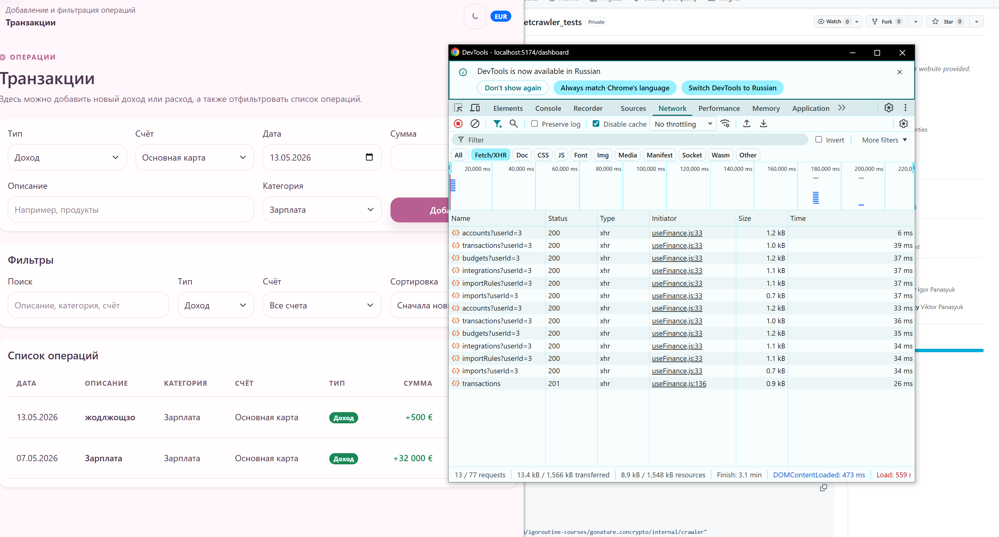 Добавление и фильтрация операций
Транзакции
EUR
ОПЕРАЦИИ
Транзакции
Здесь можно добавить новый доход или расход, а также отфильтровать список операций.
Тип
Счёт
Дата
Сумма
Доход
Основная карта
13.05.2026
Описание
Категория
Например, продукты
Зарплата
Доба
Фильтры
Поиск
Тип
Счёт
Сортировка
Описание, категория, счёт
Доход
Все счета
Сначала нов
Список операций
ДАТА ОПИСАНИЕ КАТЕГОРИЯ СЧЁТ ТИП СУММА
13.05.2026 жодлжощзо Зарплата Основная карта Доход +500 €
07.05.2026 Зарплата Зарплата Основная карта Доход +32 000 €
Projects
Security and quality
Insights
etcrawler_tests Private
Watch 0
Fork 0
Star 0
r website provided.
DevTools - localhost:5174/dashboard
DevTools is now available in Russian
Don't show again
Always match Chrome's language
Switch DevTools to Russian
Elements Console Recorder Sources Network Performance Memory Application
Preserve log
Disable cache
No throttling
Filter
Invert
More filters
All Fetch/XHR Doc CSS JS Font Img Media Manifest Socket Wasm Other
20,000 ms 40,000 ms 60,000 ms 80,000 ms 100,000 ms 120,000 ms 140,000 ms 160,000 ms 180,000 ms 200,000 ms 220,0
Name Status Type Initiator Size Time
accounts?userId=3 200 xhr useFinance.js:33 1.2 kB 6 ms
transactions?userId=3 200 xhr useFinance.js:33 1.0 kB 39 ms
budgets?userId=3 200 xhr useFinance.js:33 1.2 kB 37 ms
integrations?userId=3 200 xhr useFinance.js:33 1.1 kB 37 ms
importRules?userId=3 200 xhr useFinance.js:33 1.1 kB 37 ms
imports?userId=3 200 xhr useFinance.js:33 0.7 kB 37 ms
accounts?userId=3 200 xhr useFinance.js:33 1.2 kB 33 ms
transactions?userId=3 200 xhr useFinance.js:33 1.0 kB 36 ms
budgets?userId=3 200 xhr useFinance.js:33 1.2 kB 35 ms
integrations?userId=3 200 xhr useFinance.js:33 1.1 kB 34 ms
importRules?userId=3 200 xhr useFinance.js:33 1.1 kB 34 ms
imports?userId=3 200 xhr useFinance.js:33 0.7 kB 34 ms
transactions 201 xhr useFinance.js:136 0.9 kB 26 ms
13 / 77 requests 13.4 kB / 1,566 kB transferred 8.9 kB / 1,548 kB resources Finish: 3.1 min DOMContentLoaded: 473 ms Load: 559
erties
ed
Igor Panasyuk
ky Viktor Panasyuk
/igoroutine-courses/gonature.concrypto/internal/crawler"